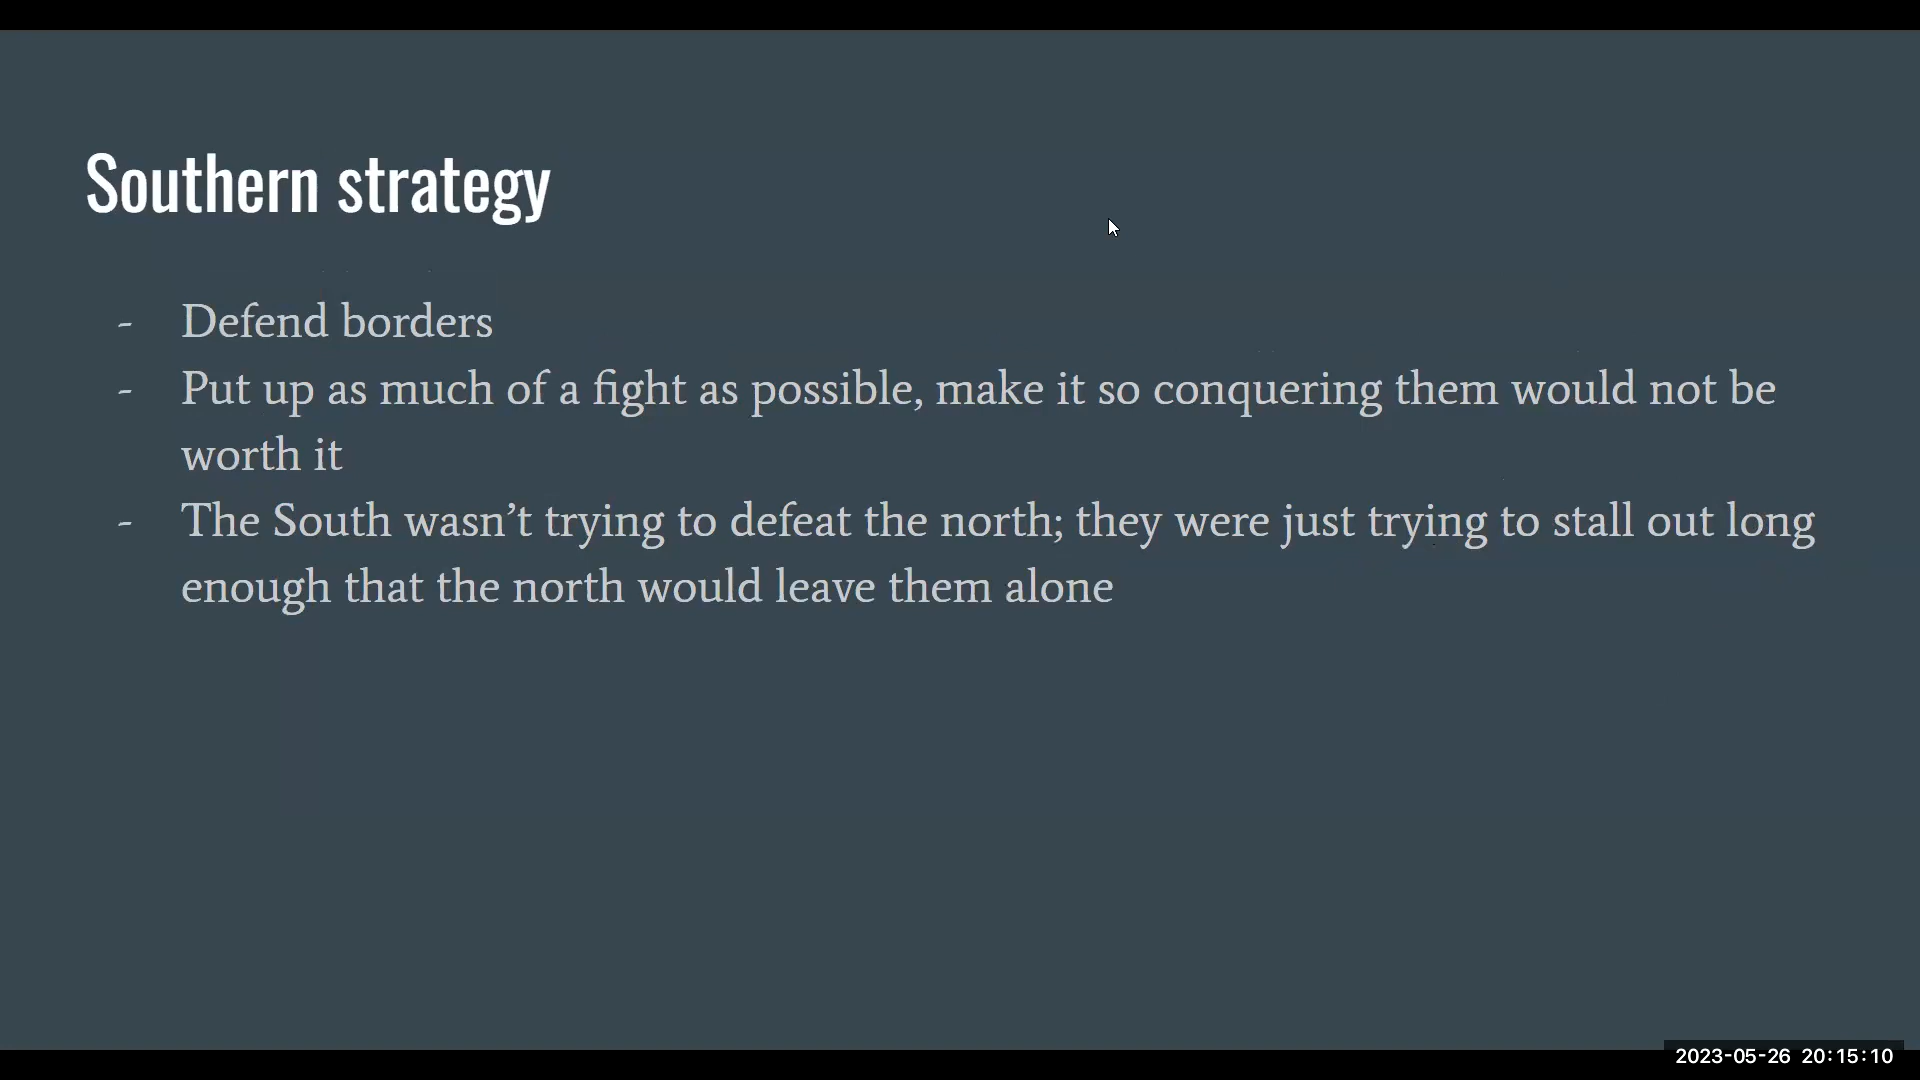 Southern strategy
- Defend borders
- Put up as much of a fight as possible, make it so conquering them would not be
worth it
- The South wasn’t trying to defeat the north; they were just trying to stall out long
enough that the north would leave them alone
2023-05-26 20:15:10